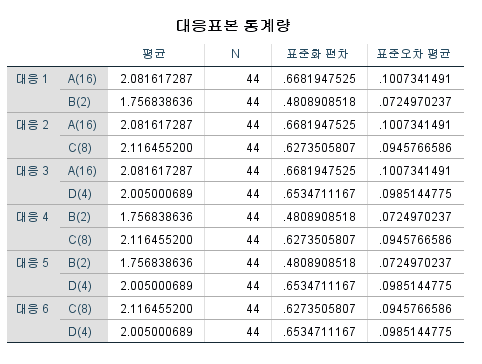 대응표본 통계량
평균 N 표준화 편차 표준오차 평균
대응 1 A(16) 2.081617287 44 .6681947525 .1007341491
B(2) 1.756838636 44 .4808908518 .0724970237
대응 2 A(16) 2.081617287 44 .6681947525 .1007341491
C(8) 2.116455200 44 .6273505807 .0945766586
대응 3 A(16) 2.081617287 44 .6681947525 .1007341491
D(4) 2.005000689 44 .6534711167 .0985144775
대응 4 B(2) 1.756838636 44 .4808908518 .0724970237
C(8) 2.116455200 44 .6273505807 .0945766586
대응 5 B(2) 1.756838636 44 .4808908518 .0724970237
D(4) 2.005000689 44 .6534711167 .0985144775
대응 6 C(8) 2.116455200 44 .6273505807 .0945766586
D(4) 2.005000689 44 .6534711167 .0985144775